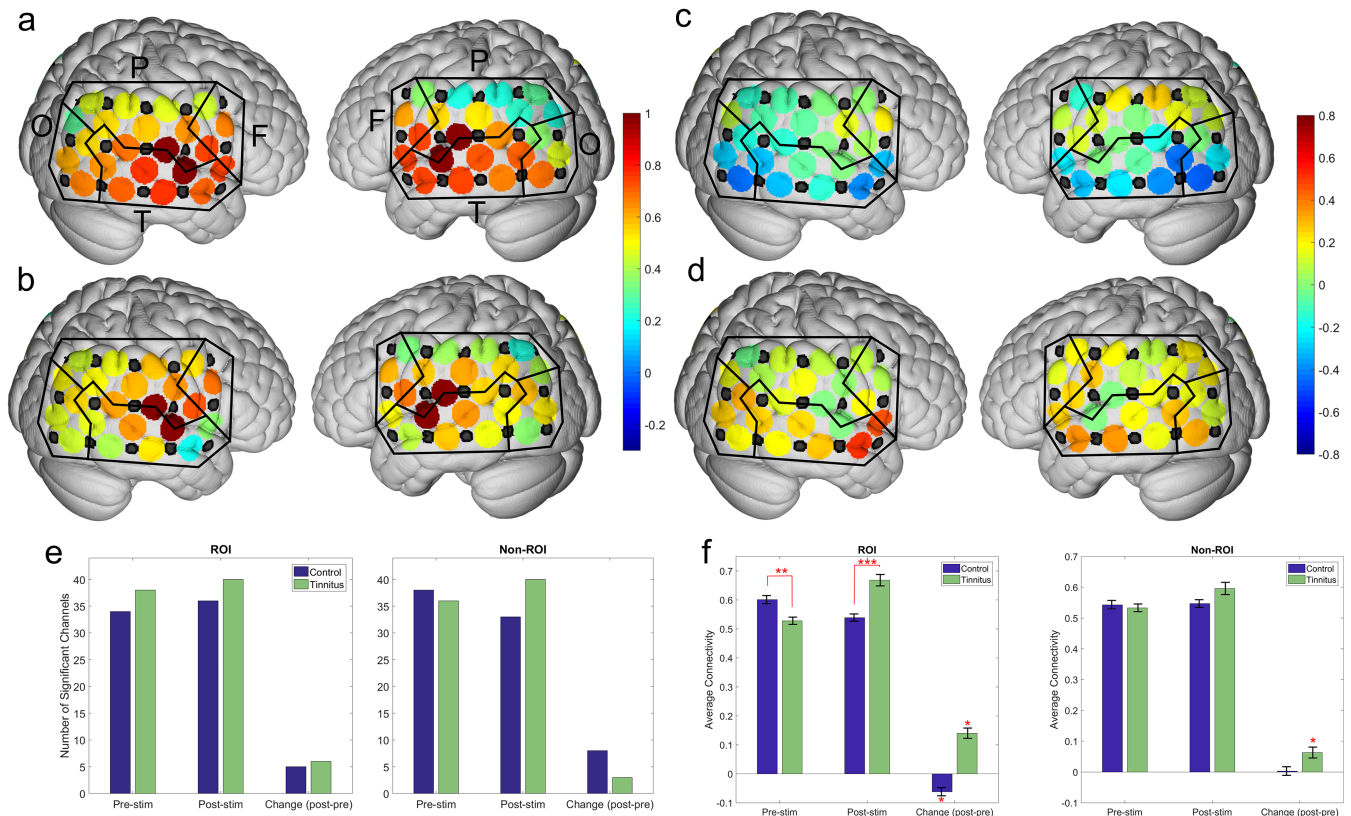 a
c
P
P
O
F
F
O
T
T
1
0.8
0.6
0.4
0.2
0
-0.2
0.8
0.6
0.4
0.2
0
-0.2
-0.4
-0.6
-0.8
b
d
e
ROI
Non-ROI
Number of Significant Channels
40
35
30
25
20
15
10
5
0
Control
Tinnitus
Pre-stim
Post-stim
Change (post-pre)
40
35
30
25
20
15
10
5
0
Control
Tinnitus
Pre-stim
Post-stim
Change (post-pre)
f
ROI
Non-ROI
Average Connectivity
0.7
0.6
0.5
0.4
0.3
0.2
0.1
0
-0.1
**
***
*
*
Control
Tinnitus
Pre-stim
Post-stim
Change (post-pre)
Average Connectivity
0.7
0.6
0.5
0.4
0.3
0.2
0.1
0
-0.1
*
Control
Tinnitus
Pre-stim
Post-stim
Change (post-pre)